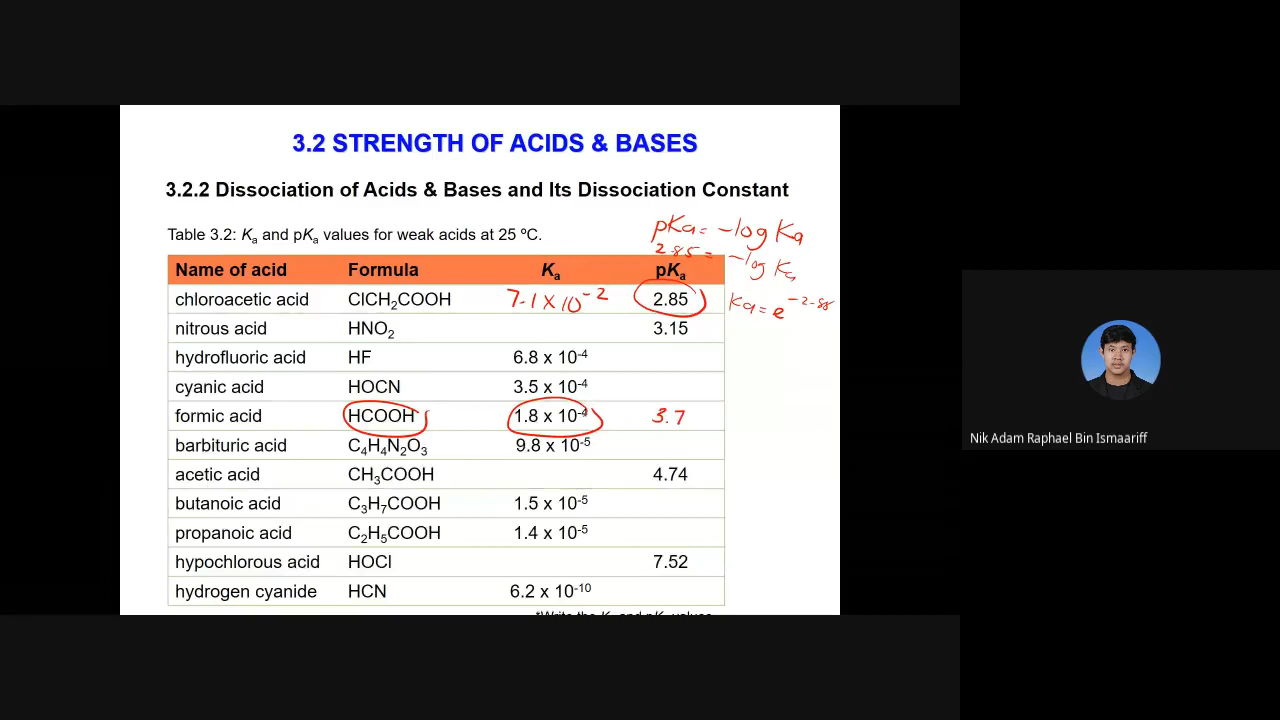 3.2 STRENGTH OF ACIDS & BASES
3.2.2 Dissociation of Acids & Bases and Its Dissociation Constant
Table 3.2: Ka and pKa values for weak acids at 25 ºC.
pKa = -log Ka
2.85 = -log Ka
Name of acid Formula Ka pKa
chloroacetic acid ClCH₂COOH 7.1 x 10⁻² 2.85
Ka = e^-2.85
nitrous acid HNO₂ 3.15
hydrofluoric acid HF 6.8 x 10⁻⁴
cyanic acid HOCN 3.5 x 10⁻⁴
formic acid HCOOH 1.8 x 10⁻⁴ 3.7
barbituric acid C₄H₄N₂O₃ 9.8 x 10⁻⁵
acetic acid CH₃COOH 4.74
butanoic acid C₃H₇COOH 1.5 x 10⁻⁵
propanoic acid C₂H₅COOH 1.4 x 10⁻⁵
hypochlorous acid HOCl 7.52
hydrogen cyanide HCN 6.2 x 10⁻¹⁰
*Write the Ka and pKa values
Nik Adam Raphael Bin Ismaariff